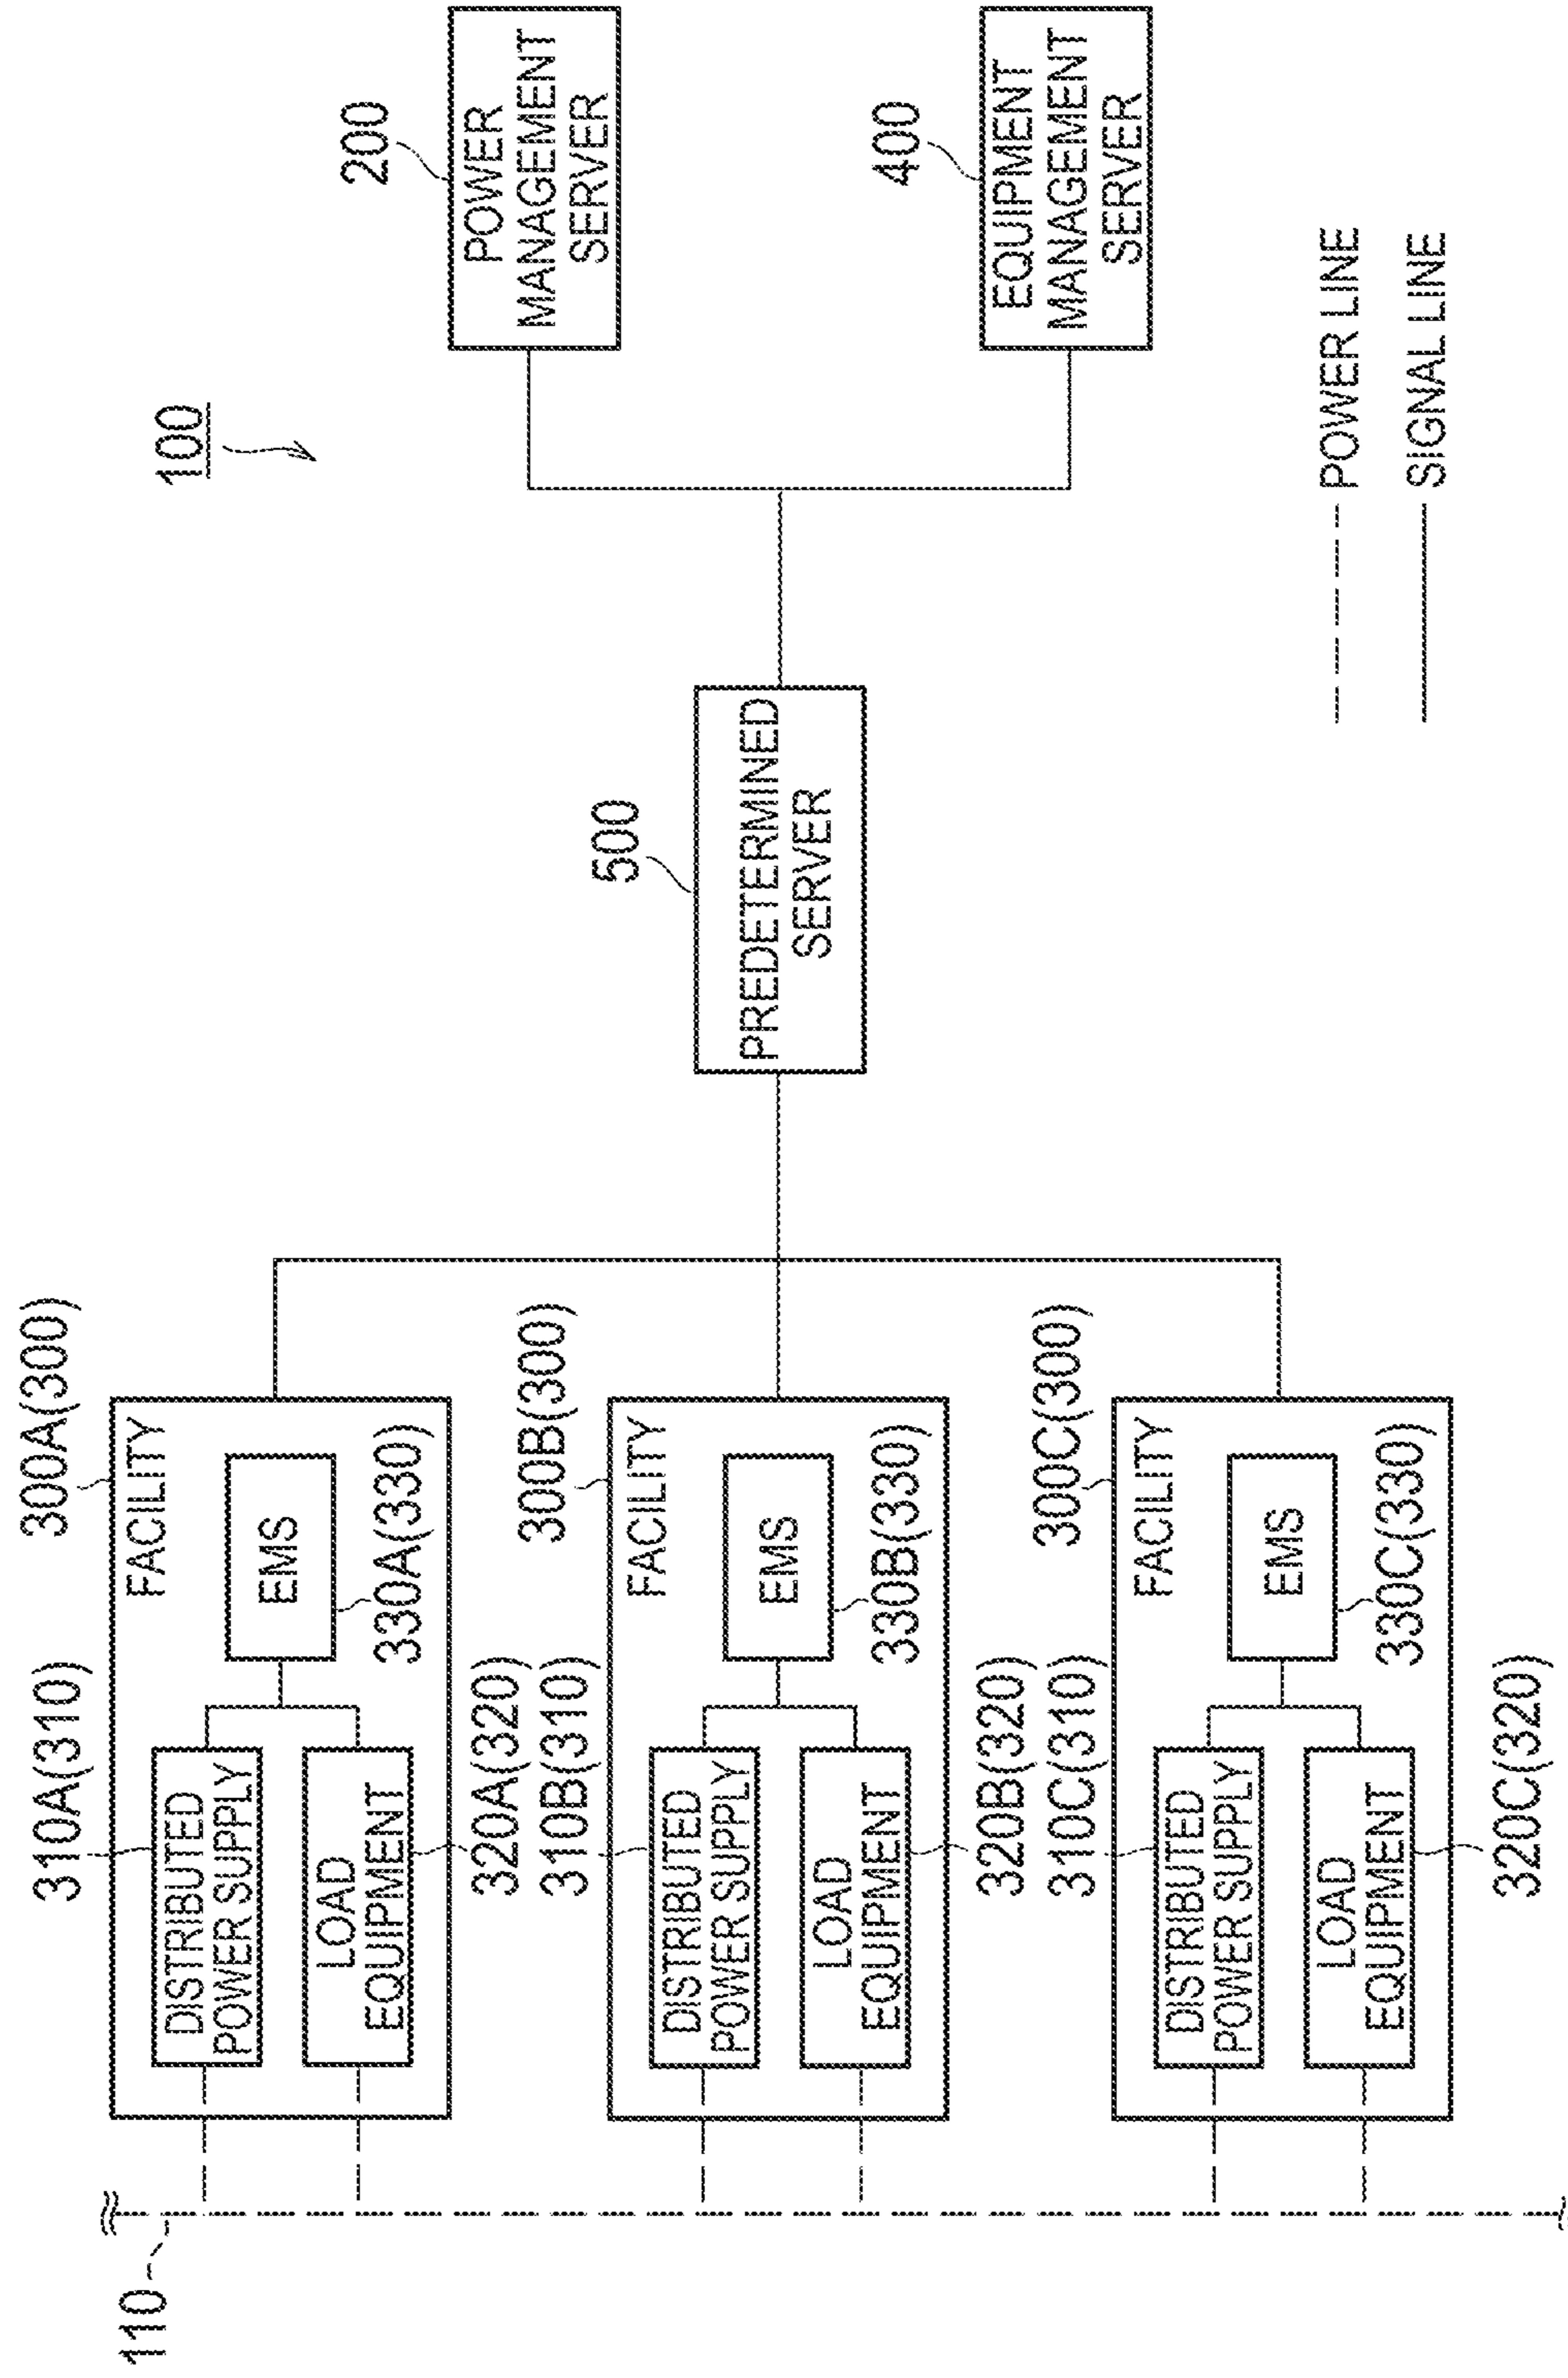 100
110
310A(310)
300A(300)
FACILITY
DISTRIBUTED
POWER SUPPLY
EMS
LOAD
EQUIPMENT
330A(330)
320A(320)
310B(310)
300B(300)
FACILITY
DISTRIBUTED
POWER SUPPLY
EMS
LOAD
EQUIPMENT
330B(330)
320B(320)
310C(310)
300C(300)
FACILITY
DISTRIBUTED
POWER SUPPLY
EMS
LOAD
EQUIPMENT
330C(330)
320C(320)
500
PREDETERMINED
SERVER
200
POWER
MANAGEMENT
SERVER
400
EQUIPMENT
MANAGEMENT
SERVER
POWER LINE
SIGNAL LINE